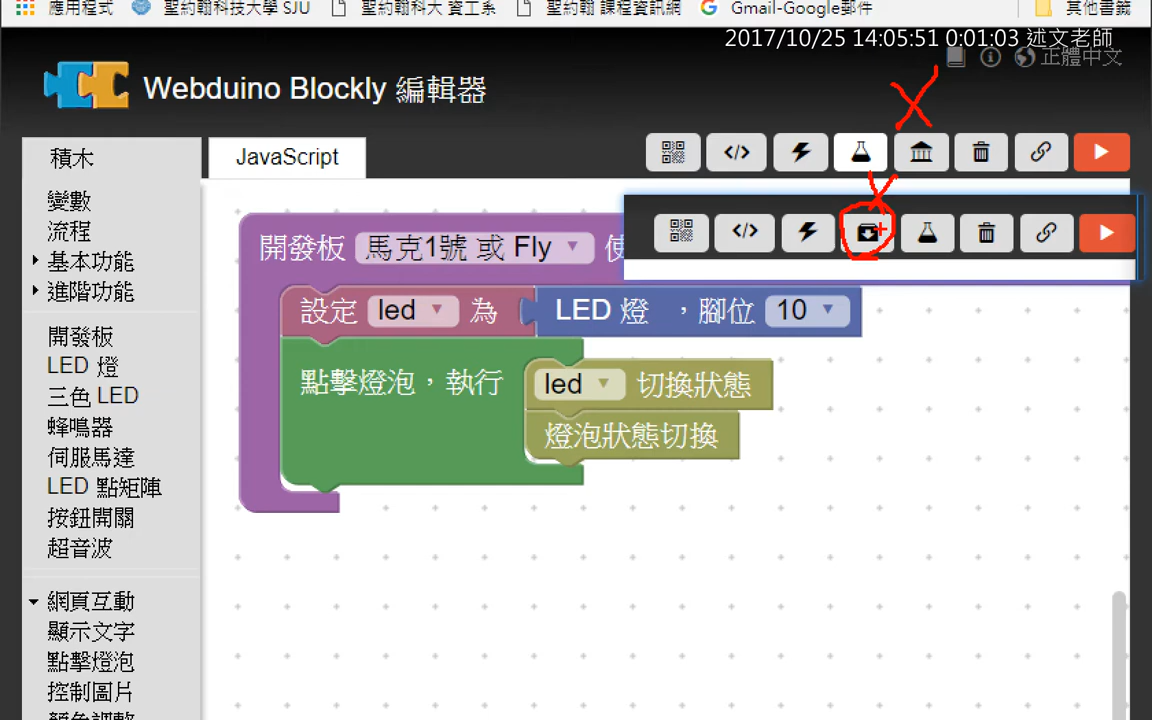 應用程式 聖約翰科技大學 SJU 聖約翰科大 資工系 聖約翰 課程資訊網 Gmail-Google郵件 其他書籤
2017/10/25 14:05:51 0:01:03 述文老師
正體中文
Webduino Blockly 編輯器
積木
JavaScript
變數
流程
基本功能
進階功能
開發板 馬克1號 或 Fly 使
設定 led 為 LED 燈 ,腳位 10
點擊燈泡,執行 led 切換狀態
燈泡狀態切換
開發板
LED 燈
三色 LED
蜂鳴器
伺服馬達
LED 點矩陣
按鈕開關
超音波
網頁互動
顯示文字
點擊燈泡
控制圖片
顏色調整